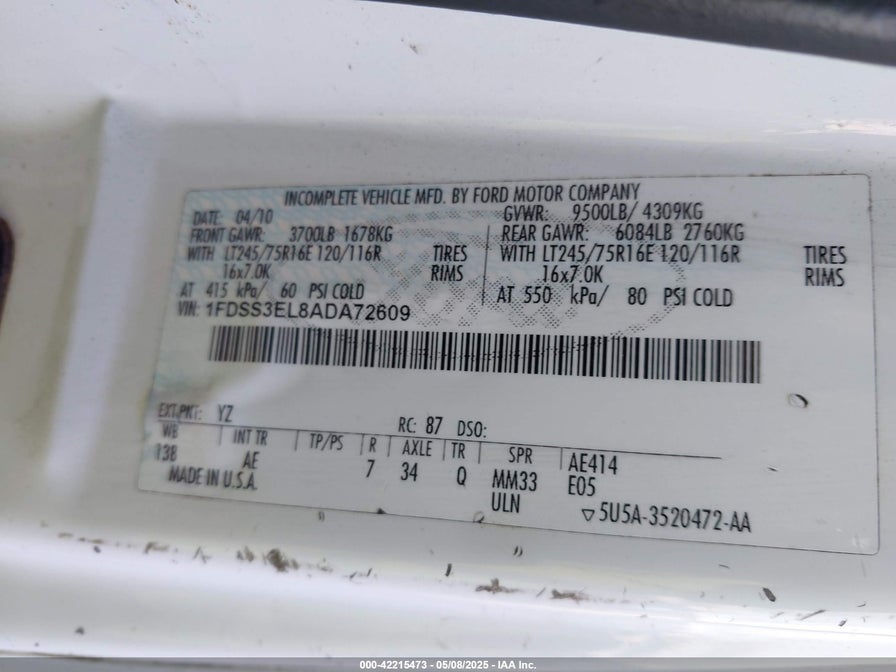 INCOMPLETE VEHICLE MFD. BY FORD MOTOR COMPANY
DATE: 04/10 GVWR: 9500LB/ 4309KG
FRONT GAWR: 3700LB 1678KG REAR GAWR: 6084LB 2760KG
WITH LT245/75R16E 120/116R TIRES WITH LT245/75R16E 120/116R TIRES
16x7.0K RIMS 16x7.0K RIMS
AT 415 kPa/ 60 PSI COLD AT 550 kPa/ 80 PSI COLD
VIN: 1FDSS3EL8ADA72609
EXT.PKT: YZ RC: 87 DSO:
WB INT TR TP/PS R AXLE TR SPR AE414
138 AE 7 34 Q MM33 E05
MADE IN U.S.A. ULN ▽5U5A-3520472-AA
000-42215473 - 05/08/2025 - IAA Inc.